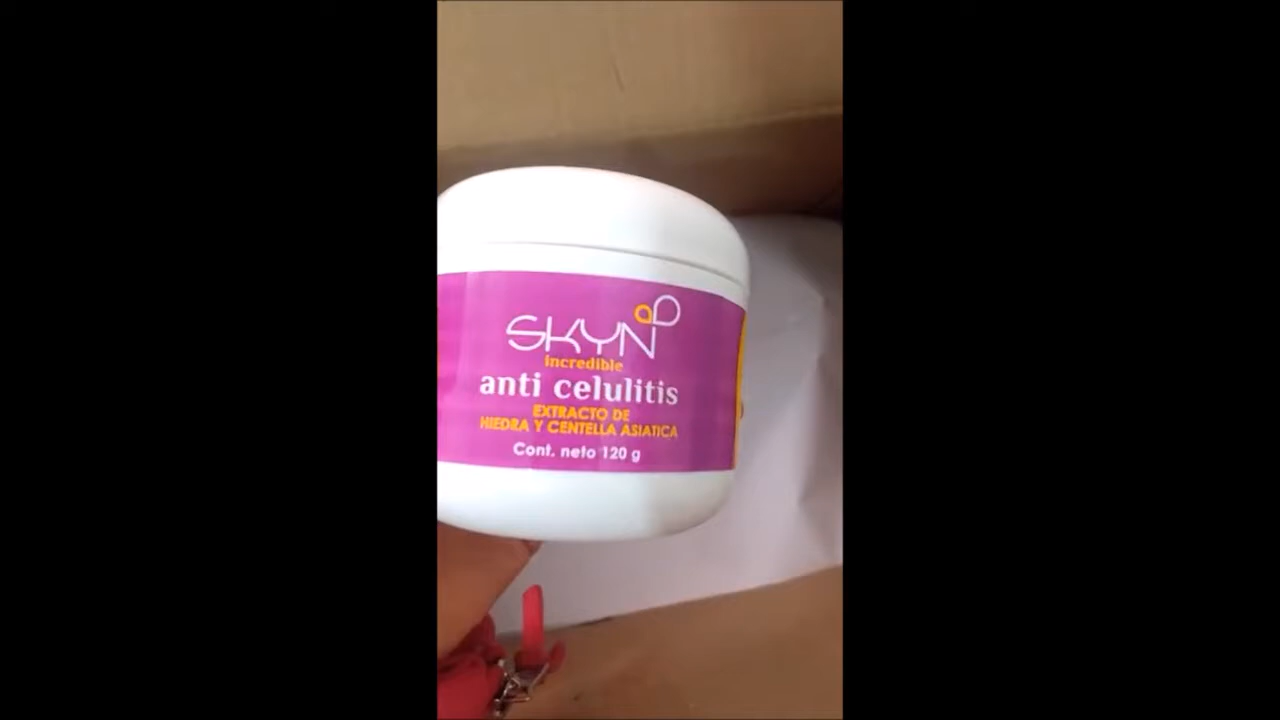 SKYN
incredible
anti celulitis
EXTRACTO DE
HIEDRA Y CENTELLA ASIATICA
Cont. neto 120 g